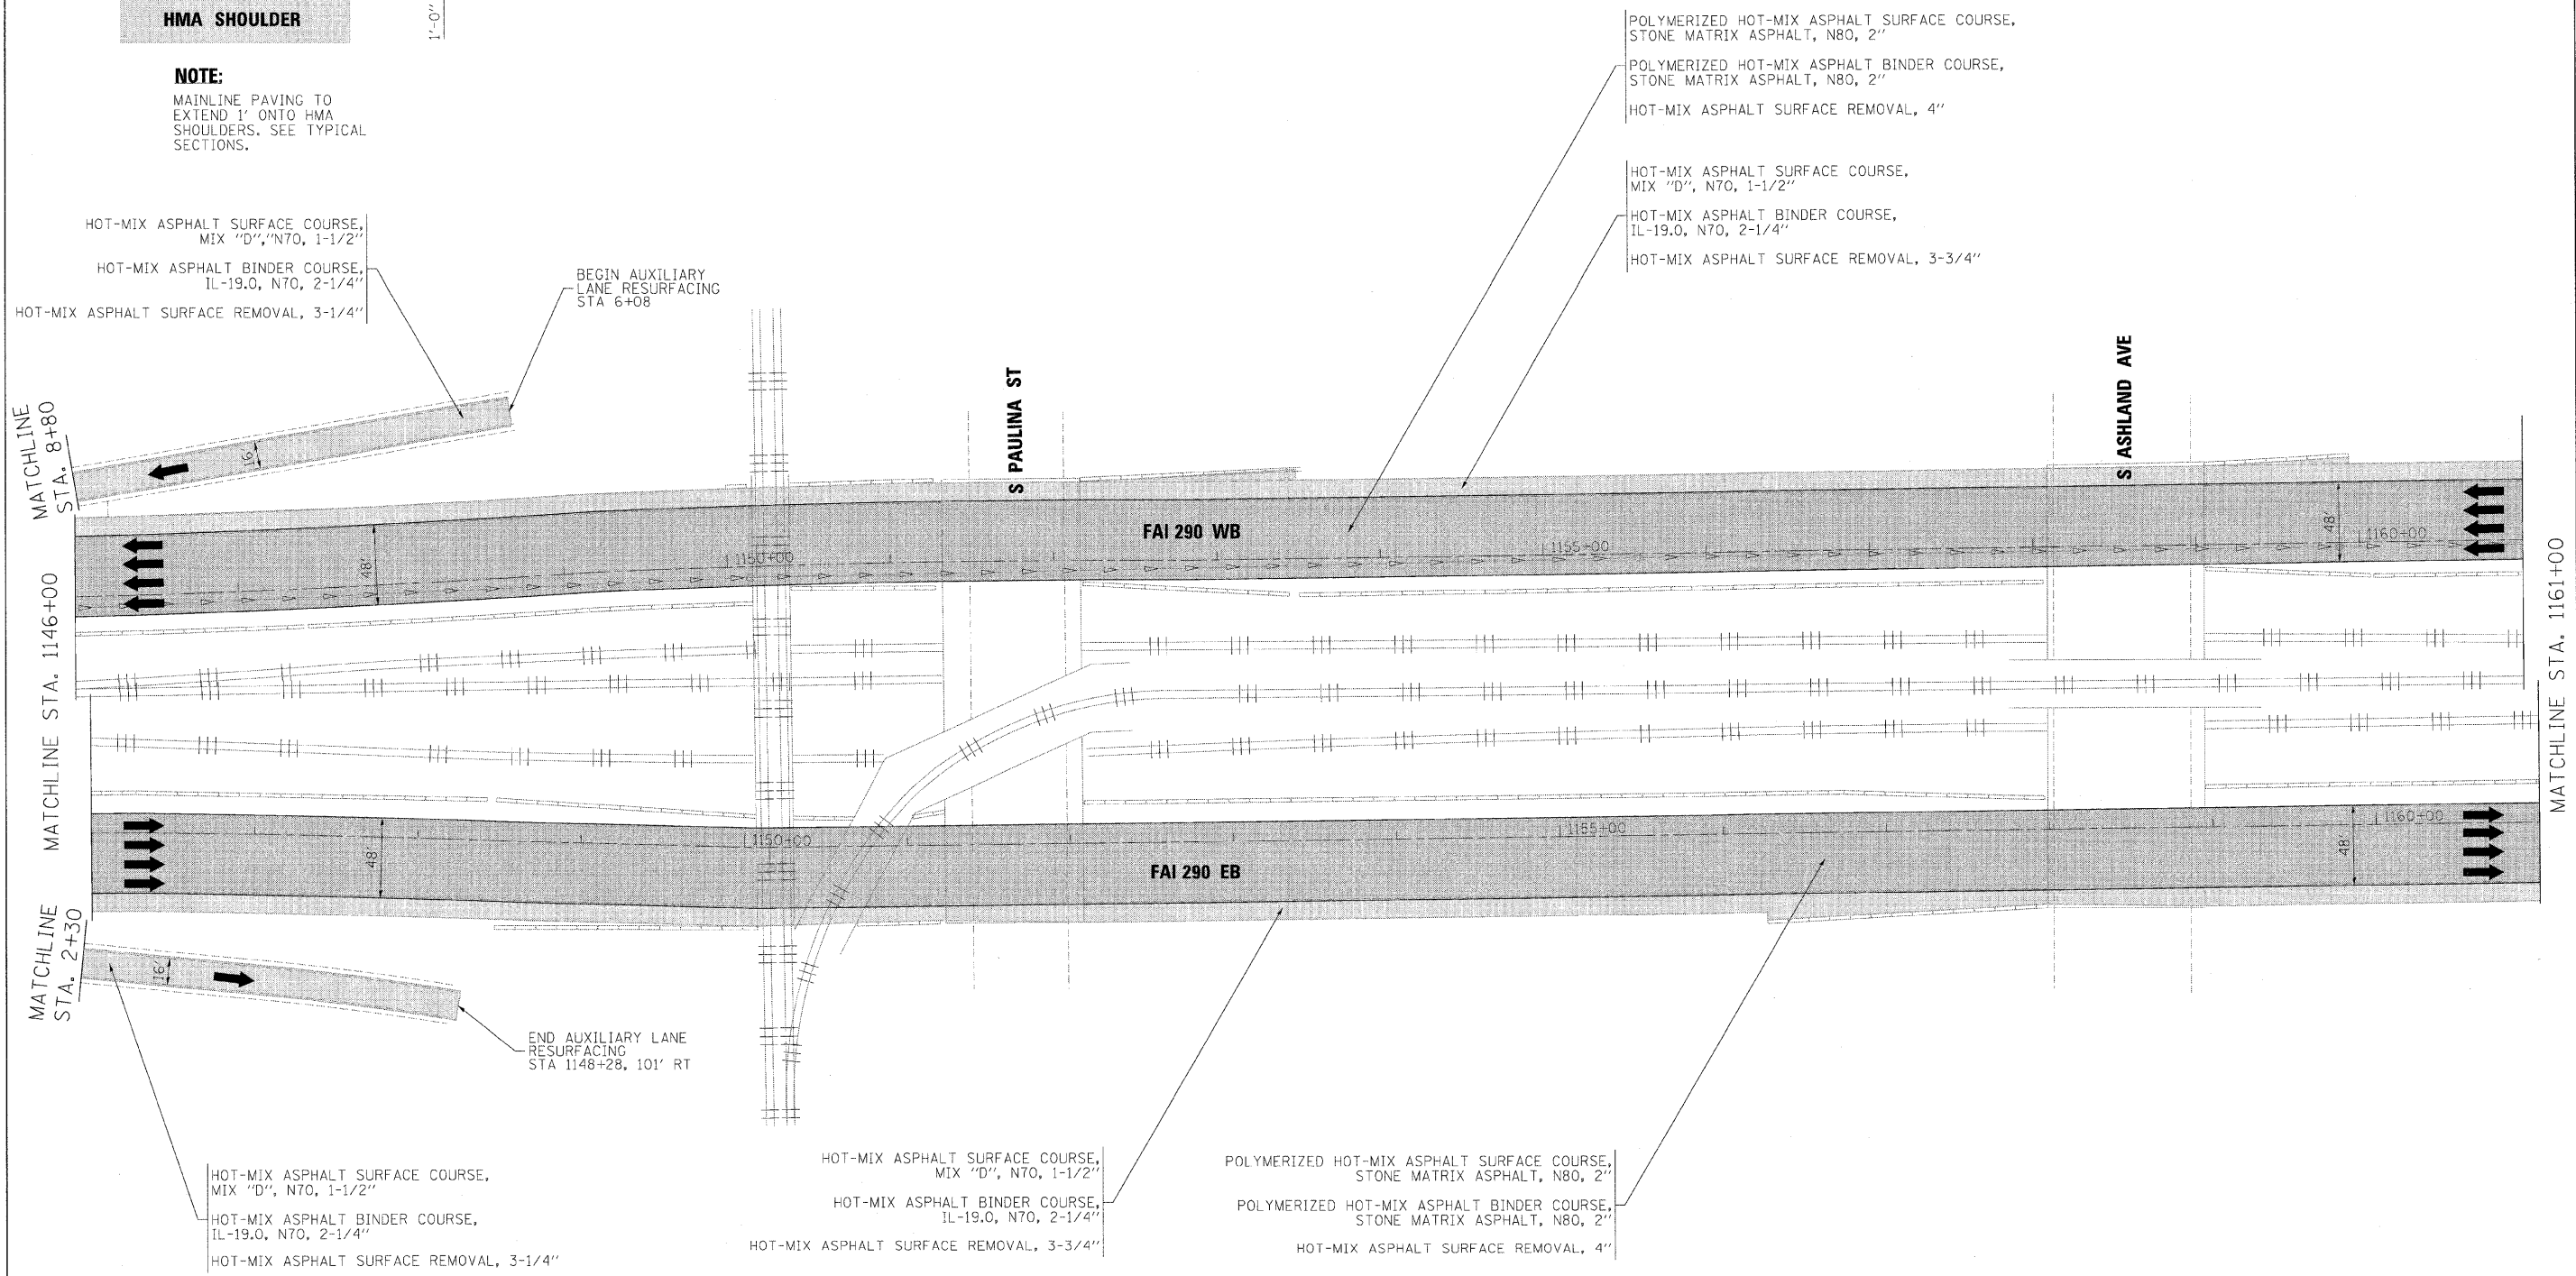 HMA SHOULDER
1'-0"
NOTE:
MAINLINE PAVING TO
EXTEND 1' ONTO HMA
SHOULDERS. SEE TYPICAL
SECTIONS.
POLYMERIZED HOT-MIX ASPHALT SURFACE COURSE,
STONE MATRIX ASPHALT, N80, 2"
POLYMERIZED HOT-MIX ASPHALT BINDER COURSE,
STONE MATRIX ASPHALT, N80, 2"
HOT-MIX ASPHALT SURFACE REMOVAL, 4"
HOT-MIX ASPHALT SURFACE COURSE,
MIX "D", N70, 1-1/2"
HOT-MIX ASPHALT BINDER COURSE,
IL-19.0, N70, 2-1/4"
HOT-MIX ASPHALT SURFACE REMOVAL, 3-3/4"
HOT-MIX ASPHALT SURFACE COURSE,
MIX "D","N70, 1-1/2"
HOT-MIX ASPHALT BINDER COURSE,
IL-19.0, N70, 2-1/4"
HOT-MIX ASPHALT SURFACE REMOVAL, 3-1/4"
BEGIN AUXILIARY
LANE RESURFACING
STA 6+08
S PAULINA ST
S ASHLAND AVE
MATCHLINE
STA. 8+80
16'
48'
FAI 290 WB
1150+00
1155+00
1160+00
48'
MATCHLINE STA. 1146+00
MATCHLINE STA. 1161+00
48'
1150+00
1155+00
1160+00
48'
FAI 290 EB
MATCHLINE
STA. 2+30
16'
END AUXILIARY LANE
RESURFACING
STA 1148+28, 101' RT
HOT-MIX ASPHALT SURFACE COURSE,
MIX "D", N70, 1-1/2"
HOT-MIX ASPHALT BINDER COURSE,
IL-19.0, N70, 2-1/4"
HOT-MIX ASPHALT SURFACE REMOVAL, 3-1/4"
HOT-MIX ASPHALT SURFACE COURSE,
MIX "D", N70, 1-1/2"
HOT-MIX ASPHALT BINDER COURSE,
IL-19.0, N70, 2-1/4"
HOT-MIX ASPHALT SURFACE REMOVAL, 3-3/4"
POLYMERIZED HOT-MIX ASPHALT SURFACE COURSE,
STONE MATRIX ASPHALT, N80, 2"
POLYMERIZED HOT-MIX ASPHALT BINDER COURSE,
STONE MATRIX ASPHALT, N80, 2"
HOT-MIX ASPHALT SURFACE REMOVAL, 4"